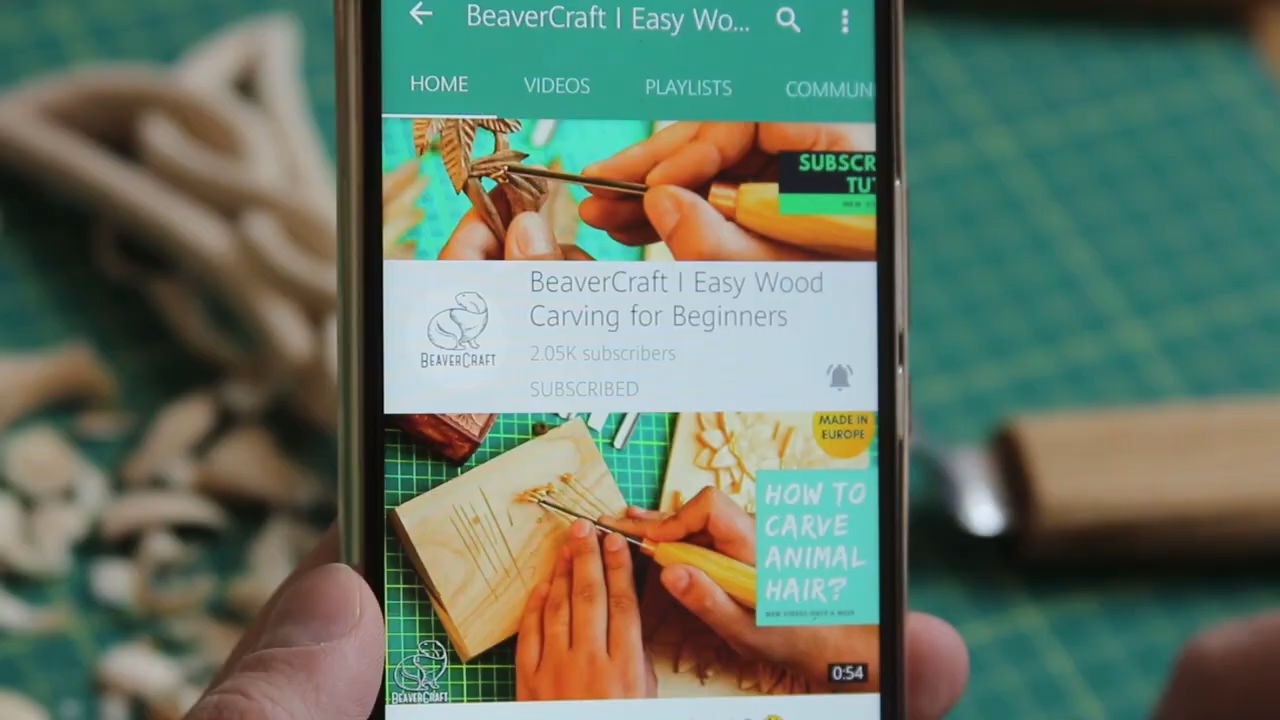 BeaverCraft I Easy Wo...
HOME VIDEOS PLAYLISTS COMMUN
SUBSCR
TU
BeaverCraft I Easy Wood
Carving for Beginners
2.05K subscribers
SUBSCRIBED
BEAVERCRAFT
MADE IN
EUROPE
HOW TO
CARVE
ANIMAL
HAIR?
0:54
BEAVERCRAFT